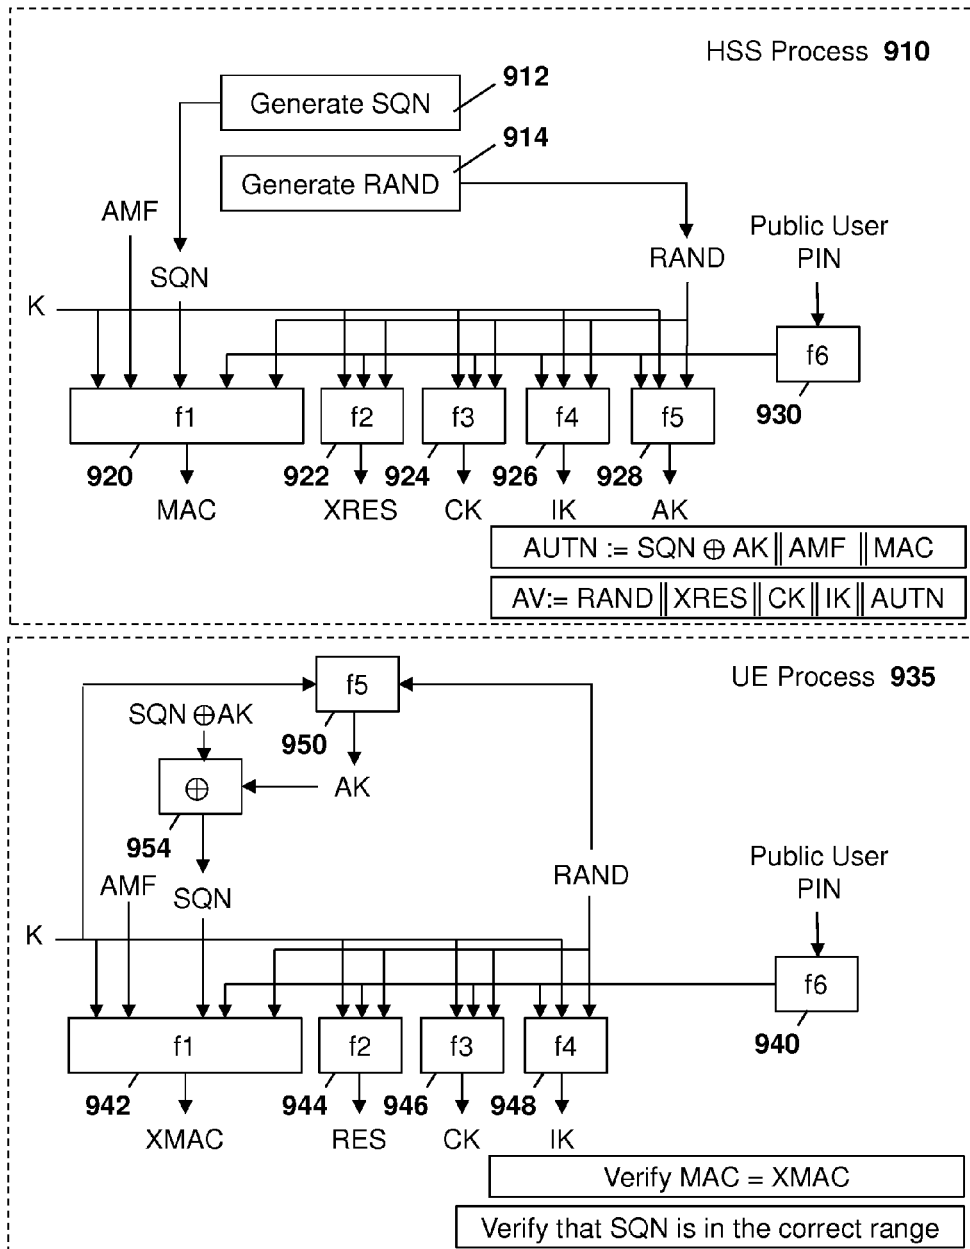 HSS Process 910
Generate SQN
912
Generate RAND
914
AMF
SQN
RAND
Public User
PIN
K
f6
930
f1
f2
f3
f4
f5
920
922
924
926
928
MAC
XRES
CK
IK
AK
AUTN := SQN ⊕ AK‖AMF ‖MAC
AV:= RAND‖XRES‖CK‖IK‖AUTN
UE Process 935
f5
950
SQN ⊕AK
⊕
AK
954
AMF
SQN
RAND
Public User
PIN
K
f6
940
f1
f2
f3
f4
942
944
946
948
XMAC
RES
CK
IK
Verify MAC = XMAC
Verify that SQN is in the correct range